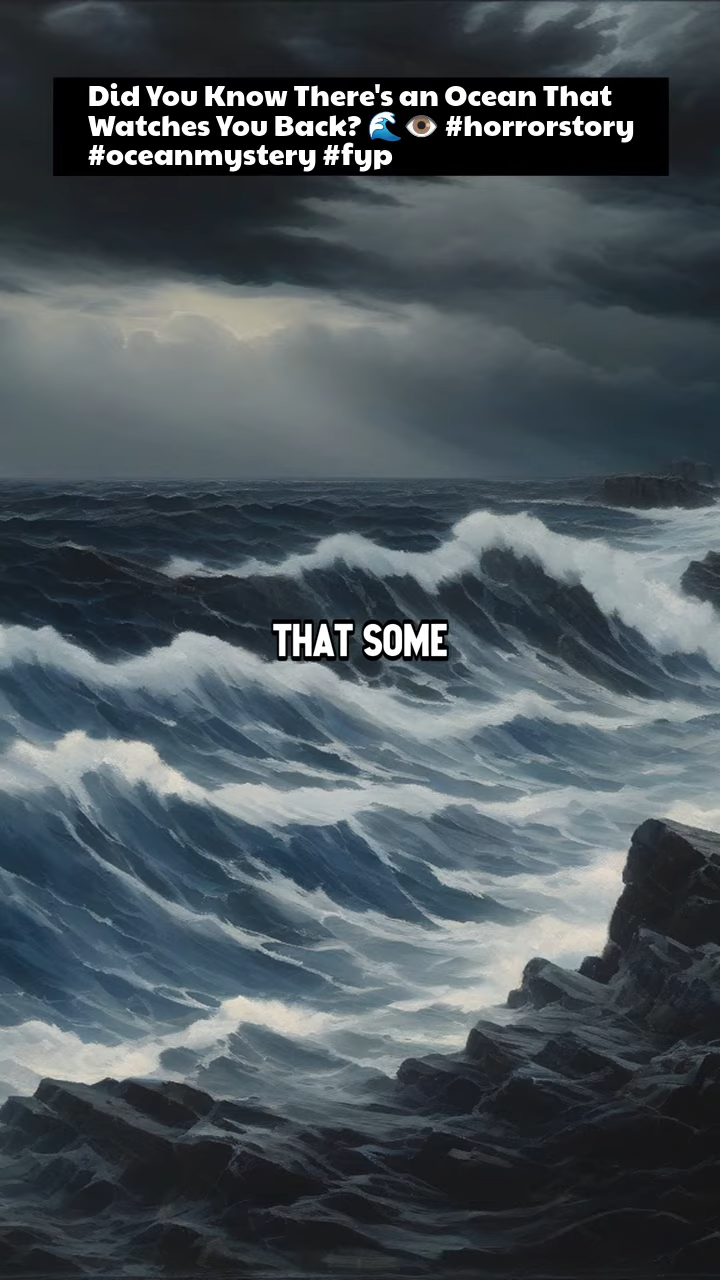 Did You Know There's an Ocean That
Watches You Back? 🌊 👁️ #horrorstory
#oceanmystery #fyp
THAT SOME